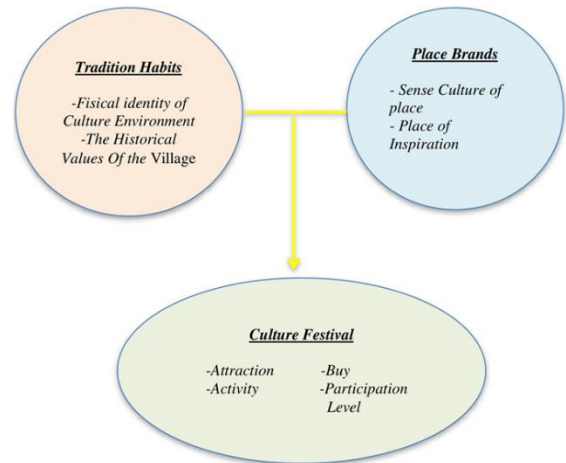 Tradition Habits
-Fisical identity of
Culture Environment
-The Historical
Values Of the Village
Place Brands
- Sense Culture of
place
- Place of
Inspiration
Culture Festival
-Attraction
-Activity
-Buy
-Participation
Level